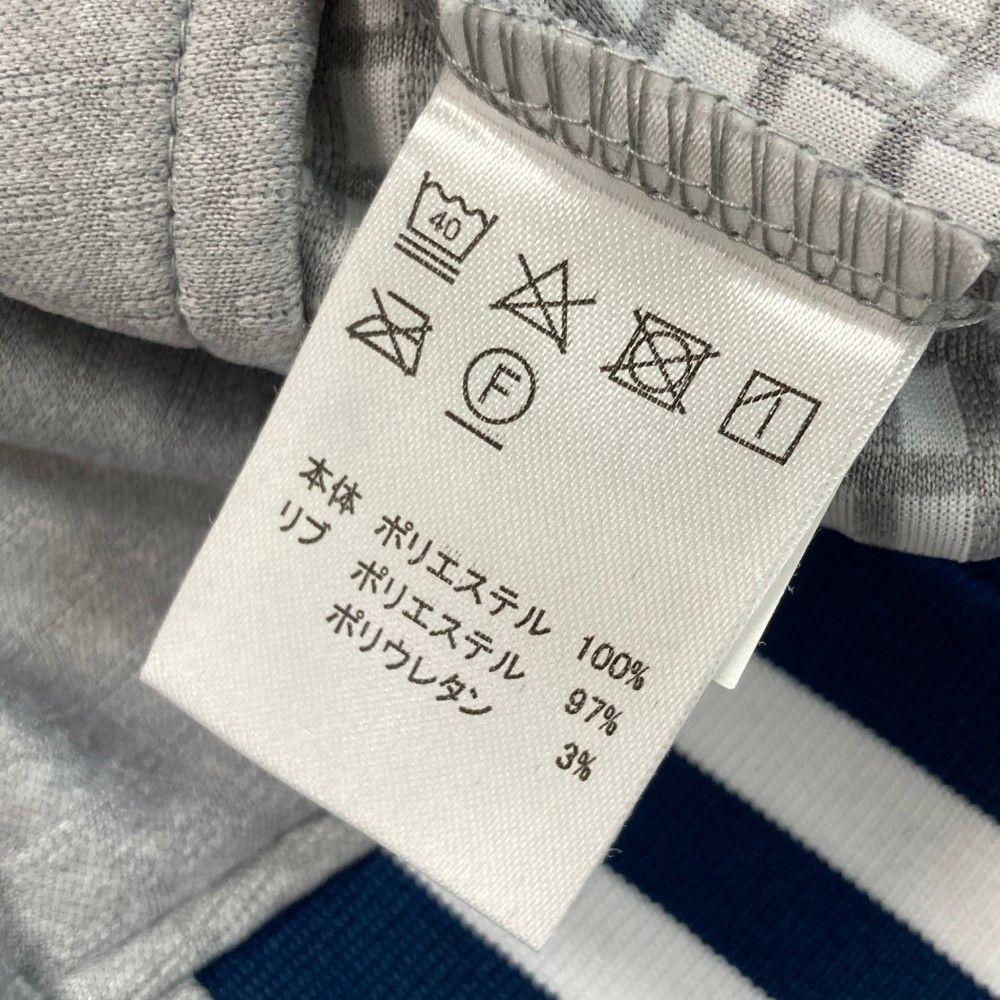 40
F
本体 ポリエステル 100%
リブ ポリエステル 97%
ポリウレタン 3%